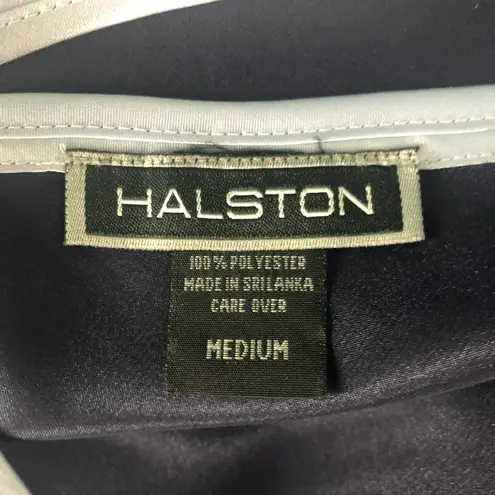 HALSTON
100% POLYESTER
MADE IN SRILANKA
CARE OVER
MEDIUM